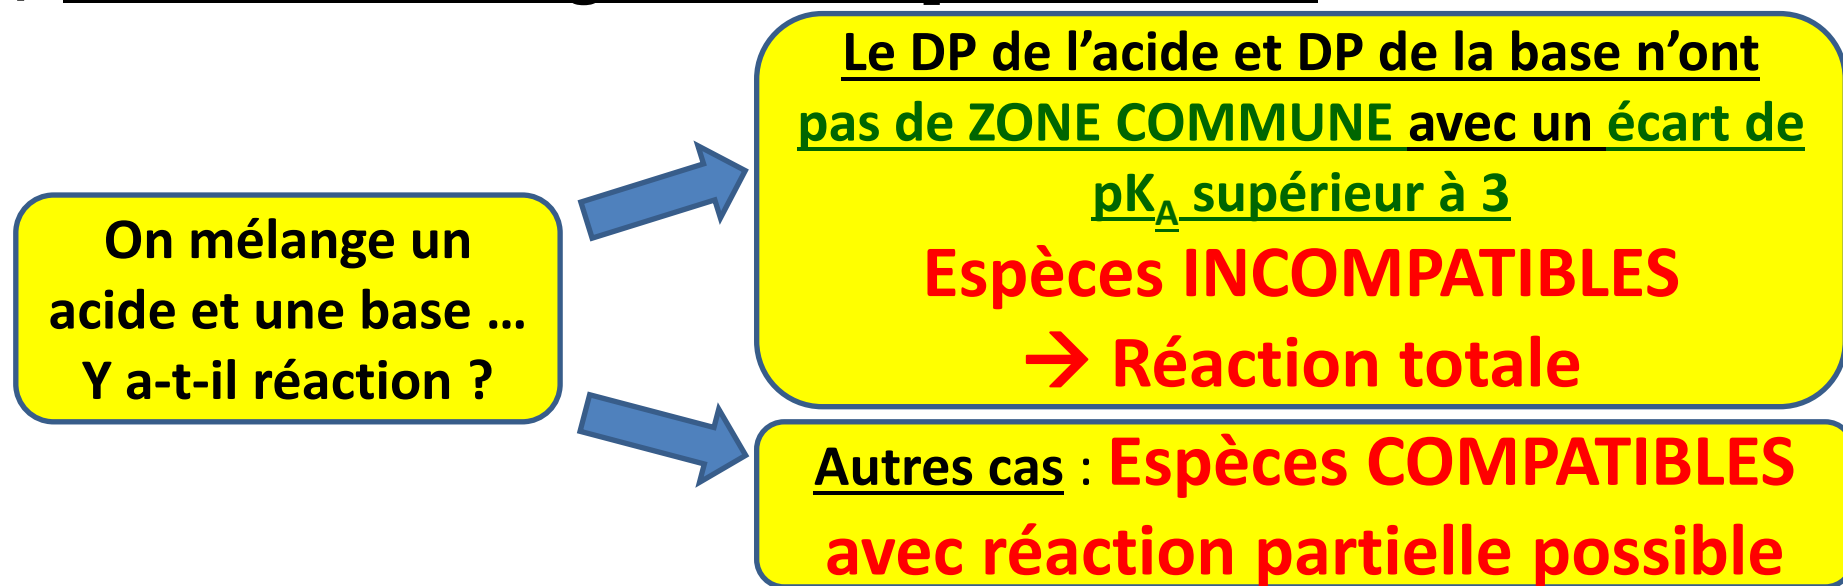 Le DP de l'acide et DP de la base n'ont
pas de ZONE COMMUNE avec un écart de
pKA supérieur à 3
Espèces INCOMPATIBLES
→ Réaction totale
On mélange un
acide et une base ...
Y a-t-il réaction ?
Autres cas : Espèces COMPATIBLES
avec réaction partielle possible